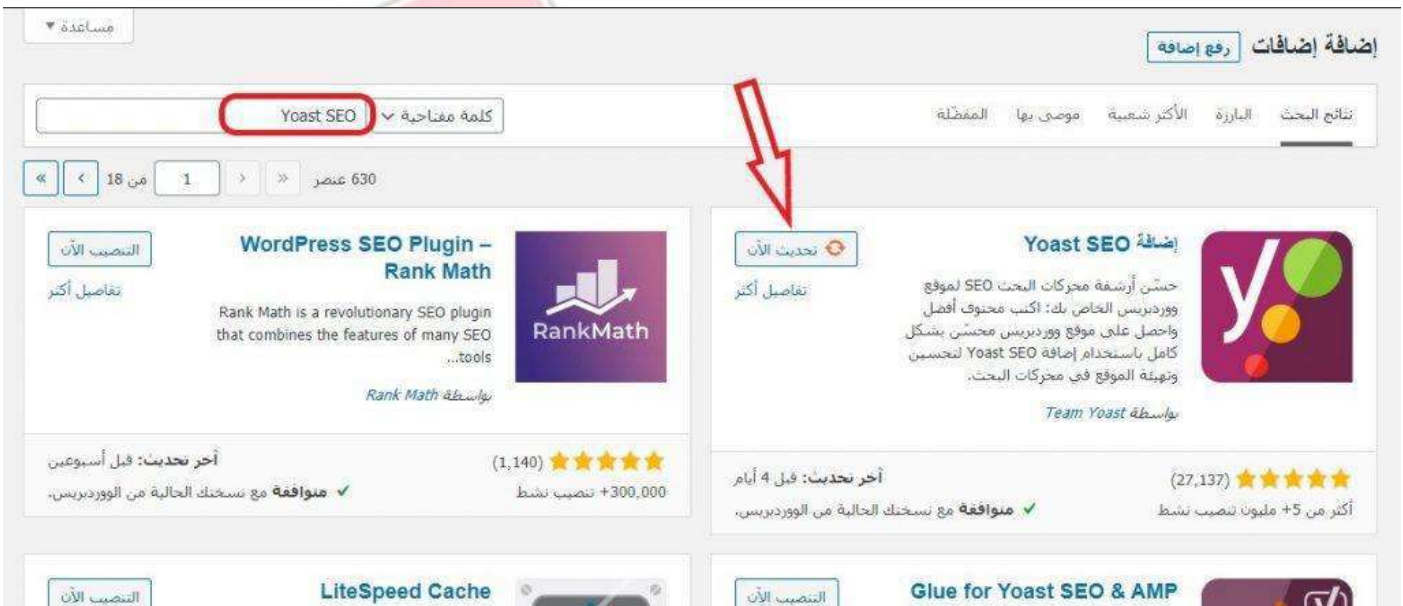 مساعدة ▼
إضافة إضافات رفع إضافة
نتائج البحث البارزة الأكثر شعبية موصى بها المفضّلة
كلمة مفتاحية Yoast SEO
630 عنصر « ‹ 1 من 18 › »
إضافة Yoast SEO
تحديث الآن
تفاصيل أكثر
حسّن أرشفة محركات البحث SEO لموقع
ووردبريس الخاص بك: اكتب محتوى أفضل
واحصل على موقع ووردبريس محسّن بشكل
كامل باستخدام إضافة Yoast SEO لتحسين
وتهيئة الموقع في محركات البحث.
بواسطة Team Yoast
(27,137)
آخر تحديث: قبل 4 أيام
أكثر من 5+ مليون تنصيب نشط
✔ متوافقة مع نسختك الحالية من الووردبريس.
RankMath
WordPress SEO Plugin –
Rank Math
التنصيب الآن
تفاصيل أكثر
Rank Math is a revolutionary SEO plugin
that combines the features of many SEO
...tools
بواسطة Rank Math
(1,140)
آخر تحديث: قبل أسبوعين
300,000+ تنصيب نشط
✔ متوافقة مع نسختك الحالية من الووردبريس.
Glue for Yoast SEO & AMP
التنصيب الآن
LiteSpeed Cache
التنصيب الآن